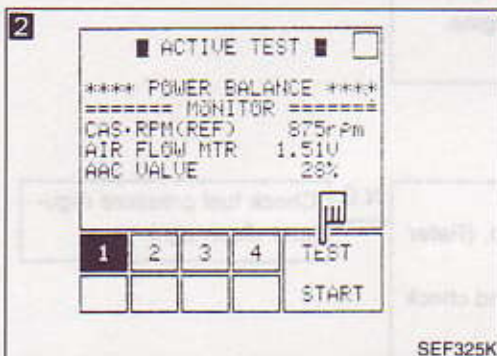 2
ACTIVE TEST
**** POWER BALANCE ****
======= MONITOR =======
CAS•RPM(REF) 875rpm
AIR FLOW MTR 1.51V
AAC VALVE 28%
1 2 3 4 TEST
START
SEF325K